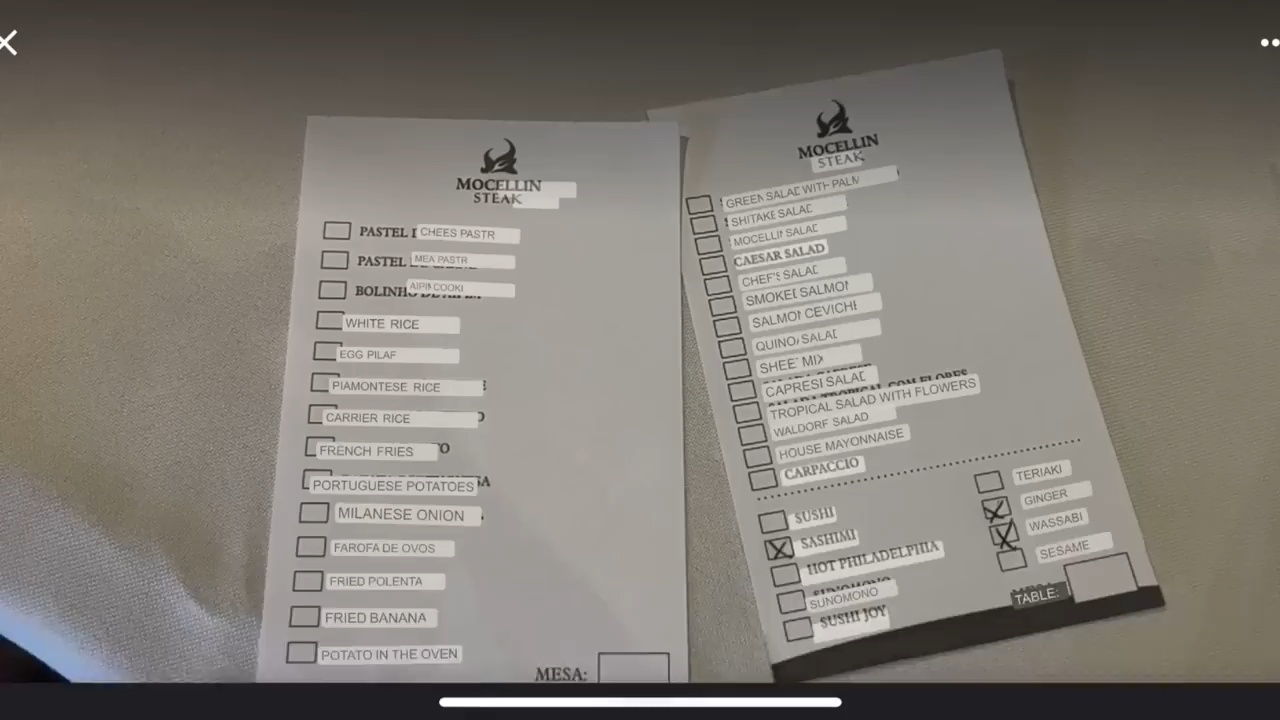 MOCELLIN
STEAK
PASTEL CHEES PASTR
PASTEL MEA PASTR
BOLINHO AIPIN COOKI
WHITE RICE
EGG PILAF
PIAMONTESE RICE
CARRIER RICE
FRENCH FRIES
PORTUGUESE POTATOES
MILANESE ONION
FAROFA DE OVOS
FRIED POLENTA
FRIED BANANA
POTATO IN THE OVEN
MESA:
MOCELLIN
STEAK
GREEN SALAD WITH PALM
SHITAKE SALAD
MOCELLIN SALAD
CAESAR SALAD
CHEF'S SALAD
SMOKED SALMON
SALMON CEVICHE
QUINOA SALAD
SHEET MIX
CAPRESE SALAD
TROPICAL SALAD WITH FLOWERS
WALDORF SALAD
HOUSE MAYONNAISE
CARPACCIO
SUSHI
SASHIMI
HOT PHILADELPHIA
SUNOMONO
SUSHI JOY
TERIAKI
GINGER
WASSABI
SESAME
TABLE: